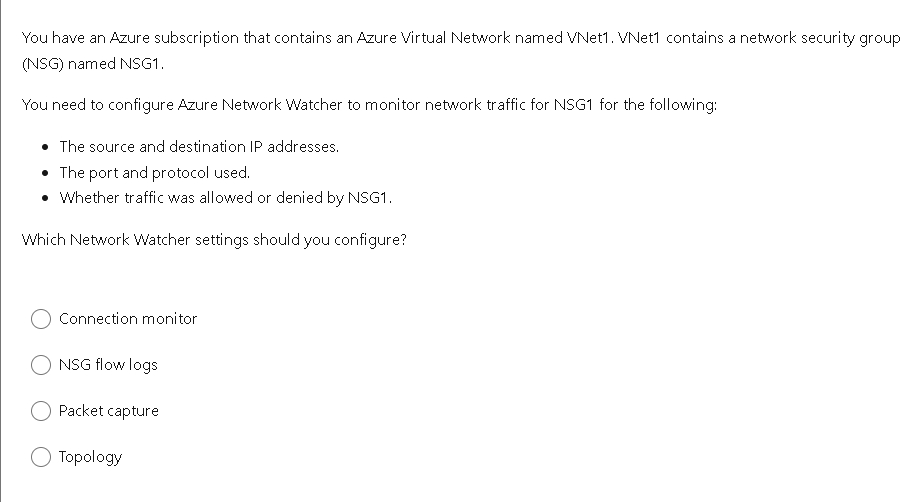 You have an Azure subscription that contains an Azure Virtual Network named VNet1. VNet1 contains a network security group
(NSG) named NSG1.
You need to configure Azure Network Watcher to monitor network traffic for NSG1 for the following:
• The source and destination IP addresses.
• The port and protocol used.
• Whether traffic was allowed or denied by NSG1.
Which Network Watcher settings should you configure?
Connection monitor
NSG flow logs
Packet capture
Topology